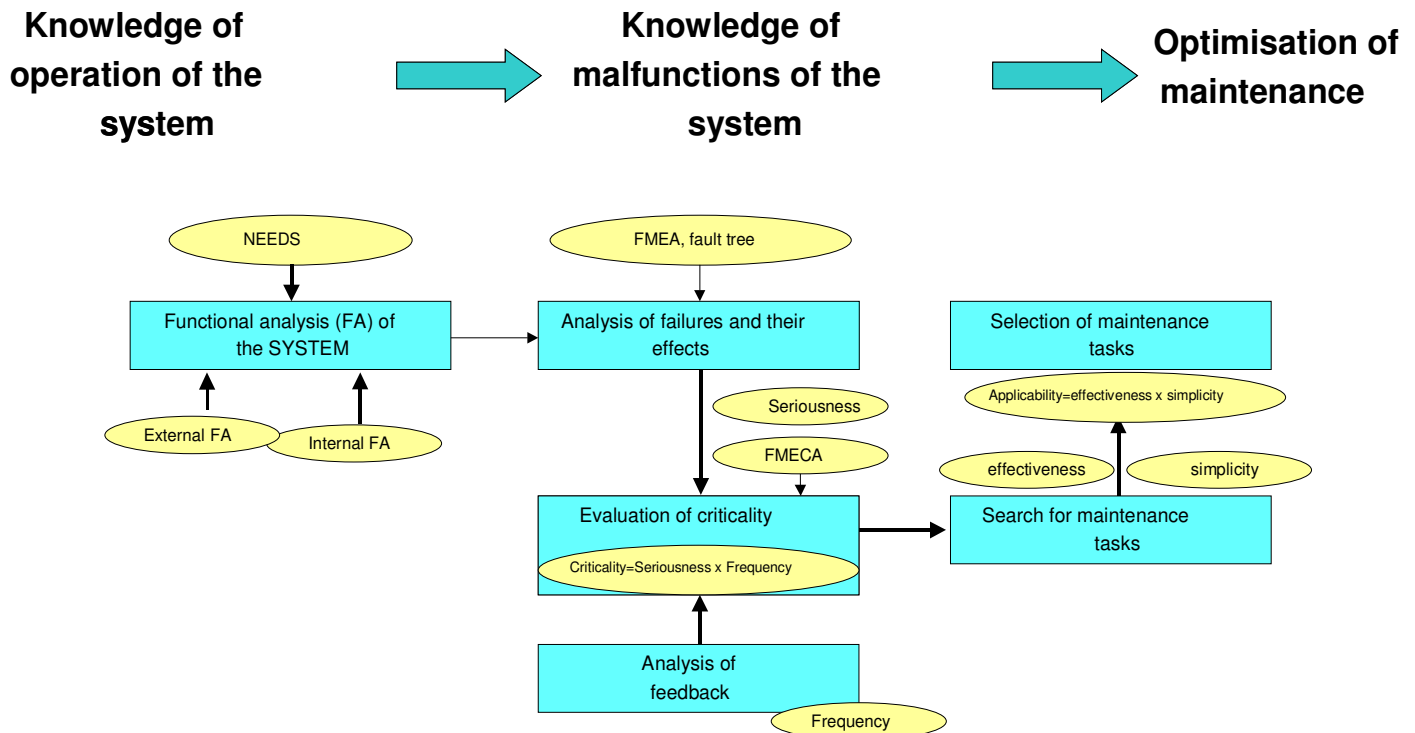 Knowledge of
operation of the
system
Knowledge of
malfunctions of the
system
Optimisation of
maintenance
NEEDS
FMEA, fault tree
Functional analysis (FA) of
the SYSTEM
Analysis of failures and their
effects
Selection of maintenance
tasks
External FA
Internal FA
Seriousness
FMECA
Applicability=effectiveness x simplicity
effectiveness
simplicity
Evaluation of criticality
Criticality=Seriousness x Frequency
Search for maintenance
tasks
Analysis of
feedback
Frequency